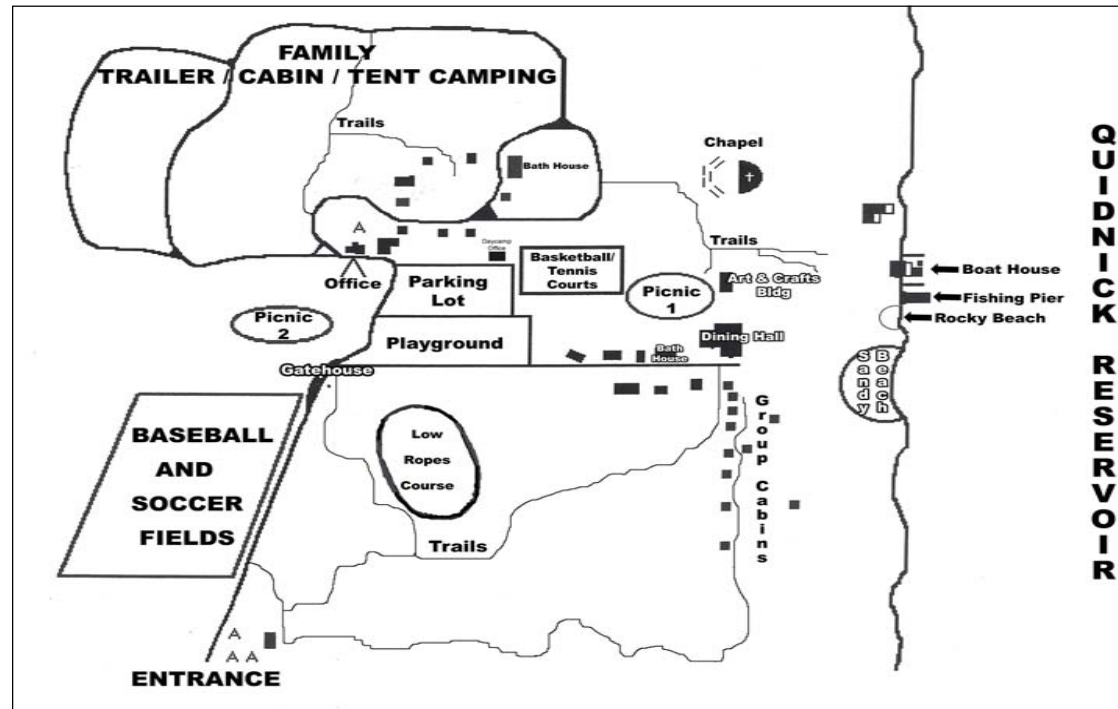 FAMILY
TRAILER / CABIN / TENT CAMPING
Trails
Bath House
Chapel
Daycamp
Office
Basketball/
Tennis
Courts
Trails
Office
Parking
Lot
Picnic
1
Art & Crafts
Bldg
Boat House
Fishing Pier
Rocky Beach
Picnic
2
Playground
Bath
House
Dining Hall
Gatehouse
Sandy
Beach
BASEBALL
AND
SOCCER
FIELDS
Low
Ropes
Course
Group Cabins
Trails
ENTRANCE
QUIDNICK RESERVOIR